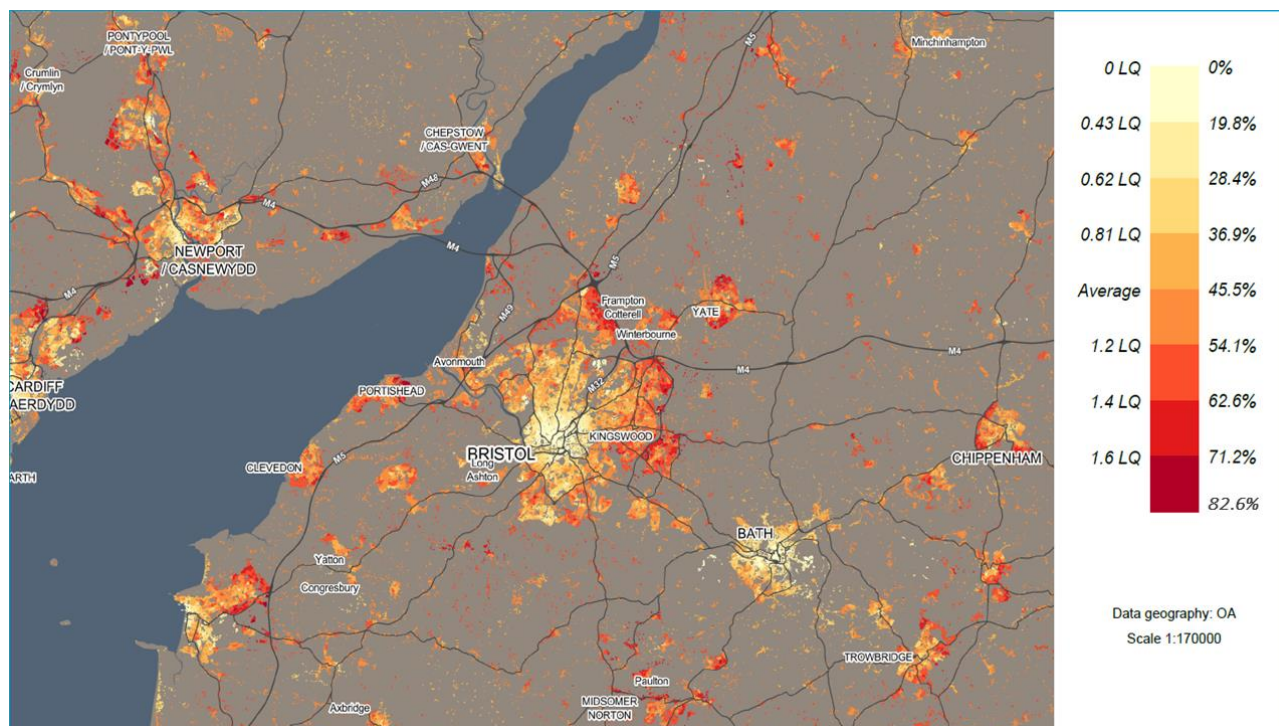 PONTYPOOL
/ PONT-Y-PWL
Crumlin
/ Crymlyn
Minchinhampton
M5
CHEPSTOW
/ CAS-GWENT
M48
M4
NEWPORT
/ CASNEWYDD
M4
M4
M5
Frampton
Cotterell
YATE
M49
Winterbourne
Avonmouth
M4
M4
CARDIFF
AERDYDD
PORTISHEAD
M32
KINGSWOOD
BRISTOL
Long
Ashton
CLEVEDON
M5
CHIPPENHAM
ARTH
BATH
Yatton
Congresbury
TROWBRIDGE
Paulton
MIDSOMER
NORTON
Axbridge
0 LQ 0%
0.43 LQ 19.8%
0.62 LQ 28.4%
0.81 LQ 36.9%
Average 45.5%
1.2 LQ 54.1%
1.4 LQ 62.6%
1.6 LQ 71.2%
82.6%
Data geography: OA
Scale 1:170000